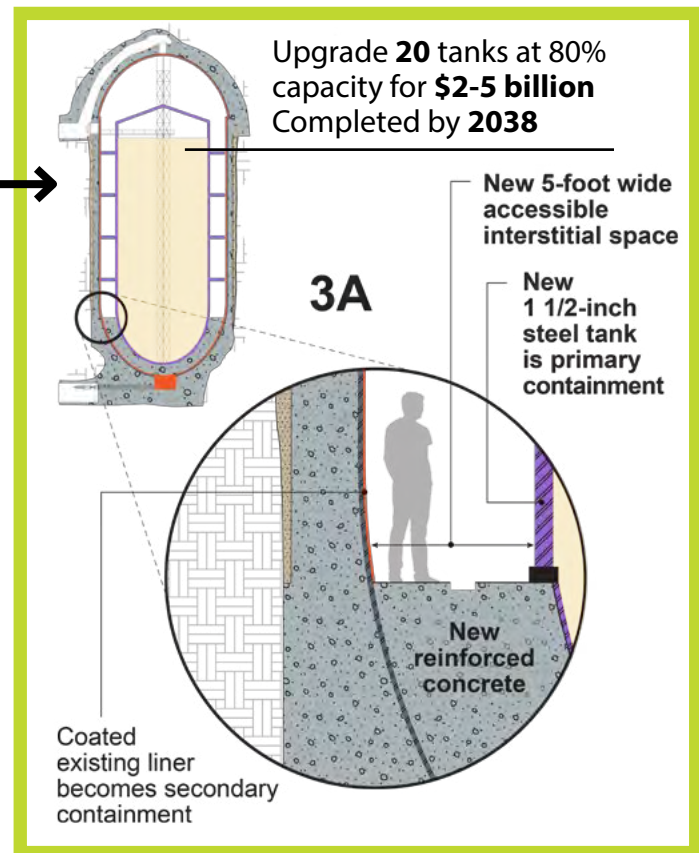 Upgrade 20 tanks at 80%
capacity for $2-5 billion
Completed by 2038
New 5-foot wide
accessible
interstitial space
3A
New
1 1/2-inch
steel tank
is primary
containment
New
reinforced
concrete
Coated
existing liner
becomes secondary
containment